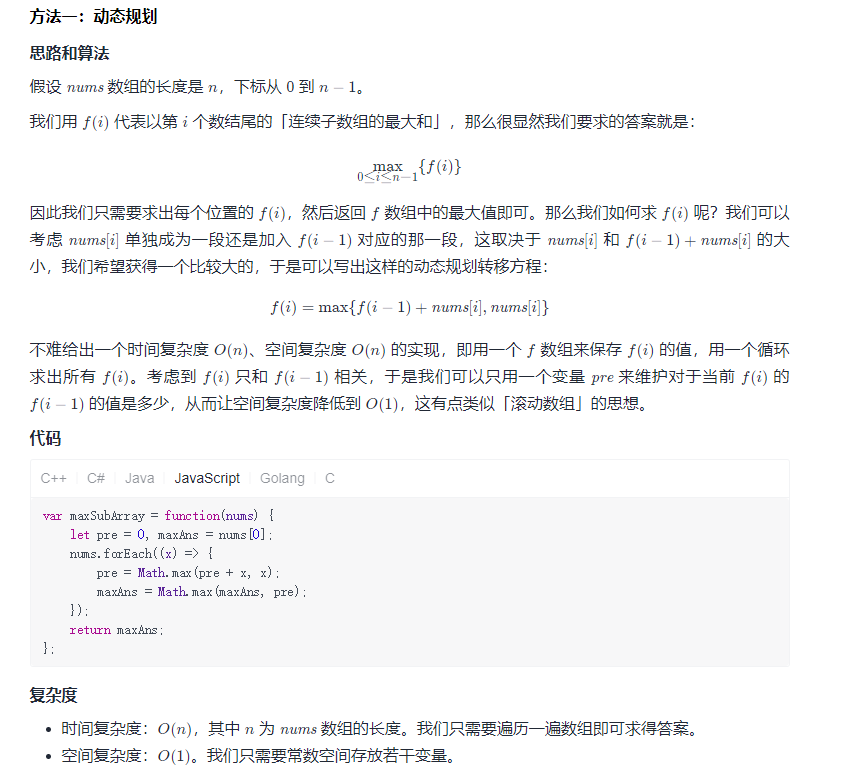 方法一：动态规划
思路和算法
假设 nums 数组的长度是 n，下标从 0 到 n − 1。
我们用 f(i) 代表以第 i 个数结尾的「连续子数组的最大和」，那么很显然我们要求的答案就是：
max {f(i)}
0≤i≤n−1
因此我们只需要求出每个位置的 f(i)，然后返回 f 数组中的最大值即可。那么我们如何求 f(i) 呢？我们可以
考虑 nums[i] 单独成为一段还是加入 f(i − 1) 对应的那一段，这取决于 nums[i] 和 f(i − 1) + nums[i] 的大
小，我们希望获得一个比较大的，于是可以写出这样的动态规划转移方程：
f(i) = max{f(i − 1) + nums[i], nums[i]}
不难给出一个时间复杂度 O(n)、空间复杂度 O(n) 的实现，即用一个 f 数组来保存 f(i) 的值，用一个循环
求出所有 f(i)。考虑到 f(i) 只和 f(i − 1) 相关，于是我们可以只用一个变量 pre 来维护对于当前 f(i) 的
f(i − 1) 的值是多少，从而让空间复杂度降低到 O(1)，这有点类似「滚动数组」的思想。
代码
C++ C# Java JavaScript Golang C
var maxSubArray = function(nums) {
    let pre = 0, maxAns = nums[0];
    nums.forEach((x) => {
        pre = Math.max(pre + x, x);
        maxAns = Math.max(maxAns, pre);
    });
    return maxAns;
};
复杂度
• 时间复杂度：O(n)，其中 n 为 nums 数组的长度。我们只需要遍历一遍数组即可求得答案。
• 空间复杂度：O(1)。我们只需要常数空间存放若干变量。